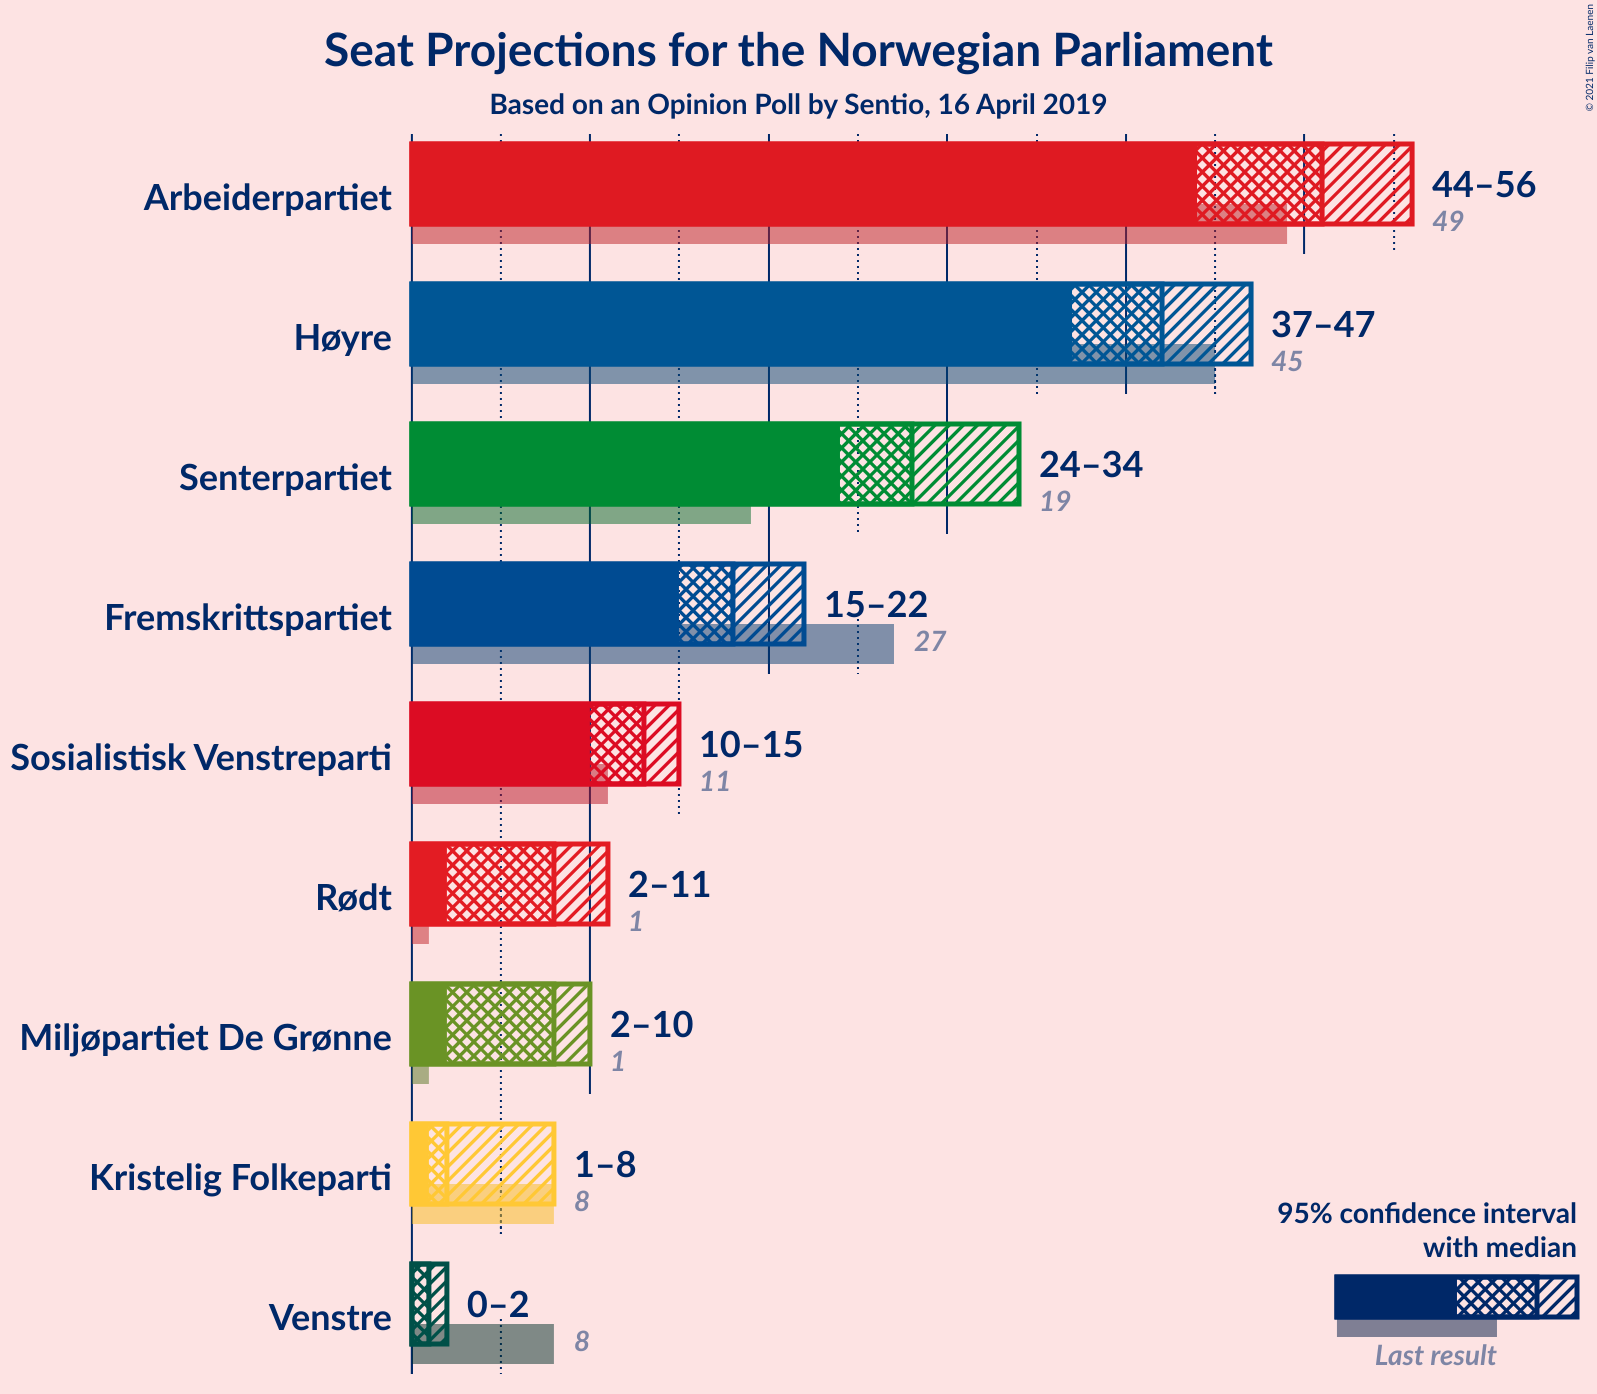 Seat Projections for the Norwegian Parliament
Based on an Opinion Poll by Sentio, 16 April 2019
© 2021 Filip van Laenen
Arbeiderpartiet
44–56
49
Høyre
37–47
45
Senterpartiet
24–34
19
Fremskrittspartiet
15–22
27
Sosialistisk Venstreparti
10–15
11
Rødt
2–11
1
Miljøpartiet De Grønne
2–10
1
Kristelig Folkeparti
1–8
8
Venstre
0–2
8
95% confidence interval
with median
Last result